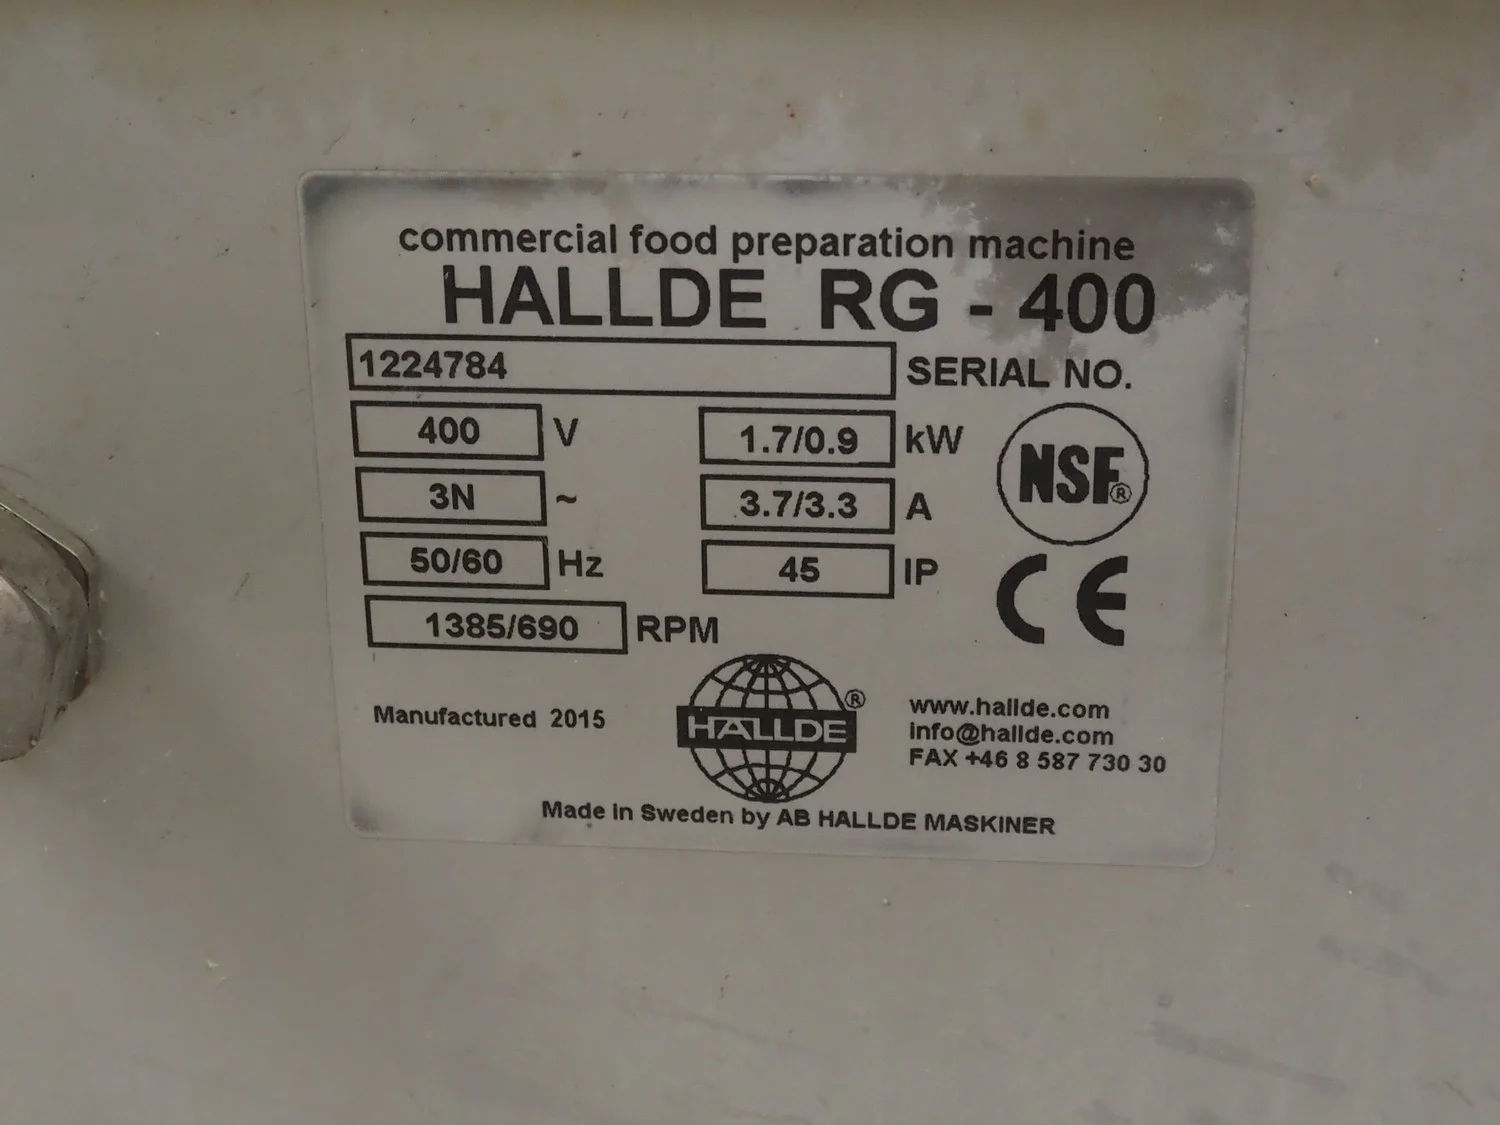 commercial food preparation machine
HALLDE RG - 400
1224784 SERIAL NO.
400 V 1.7/0.9 kW
NSF®
3N ~ 3.7/3.3 A
50/60 Hz 45 IP
CE
1385/690 RPM
Manufactured 2015
HALLDE ®
www.hallde.com
info@hallde.com
FAX +46 8 587 730 30
Made in Sweden by AB HALLDE MASKINER